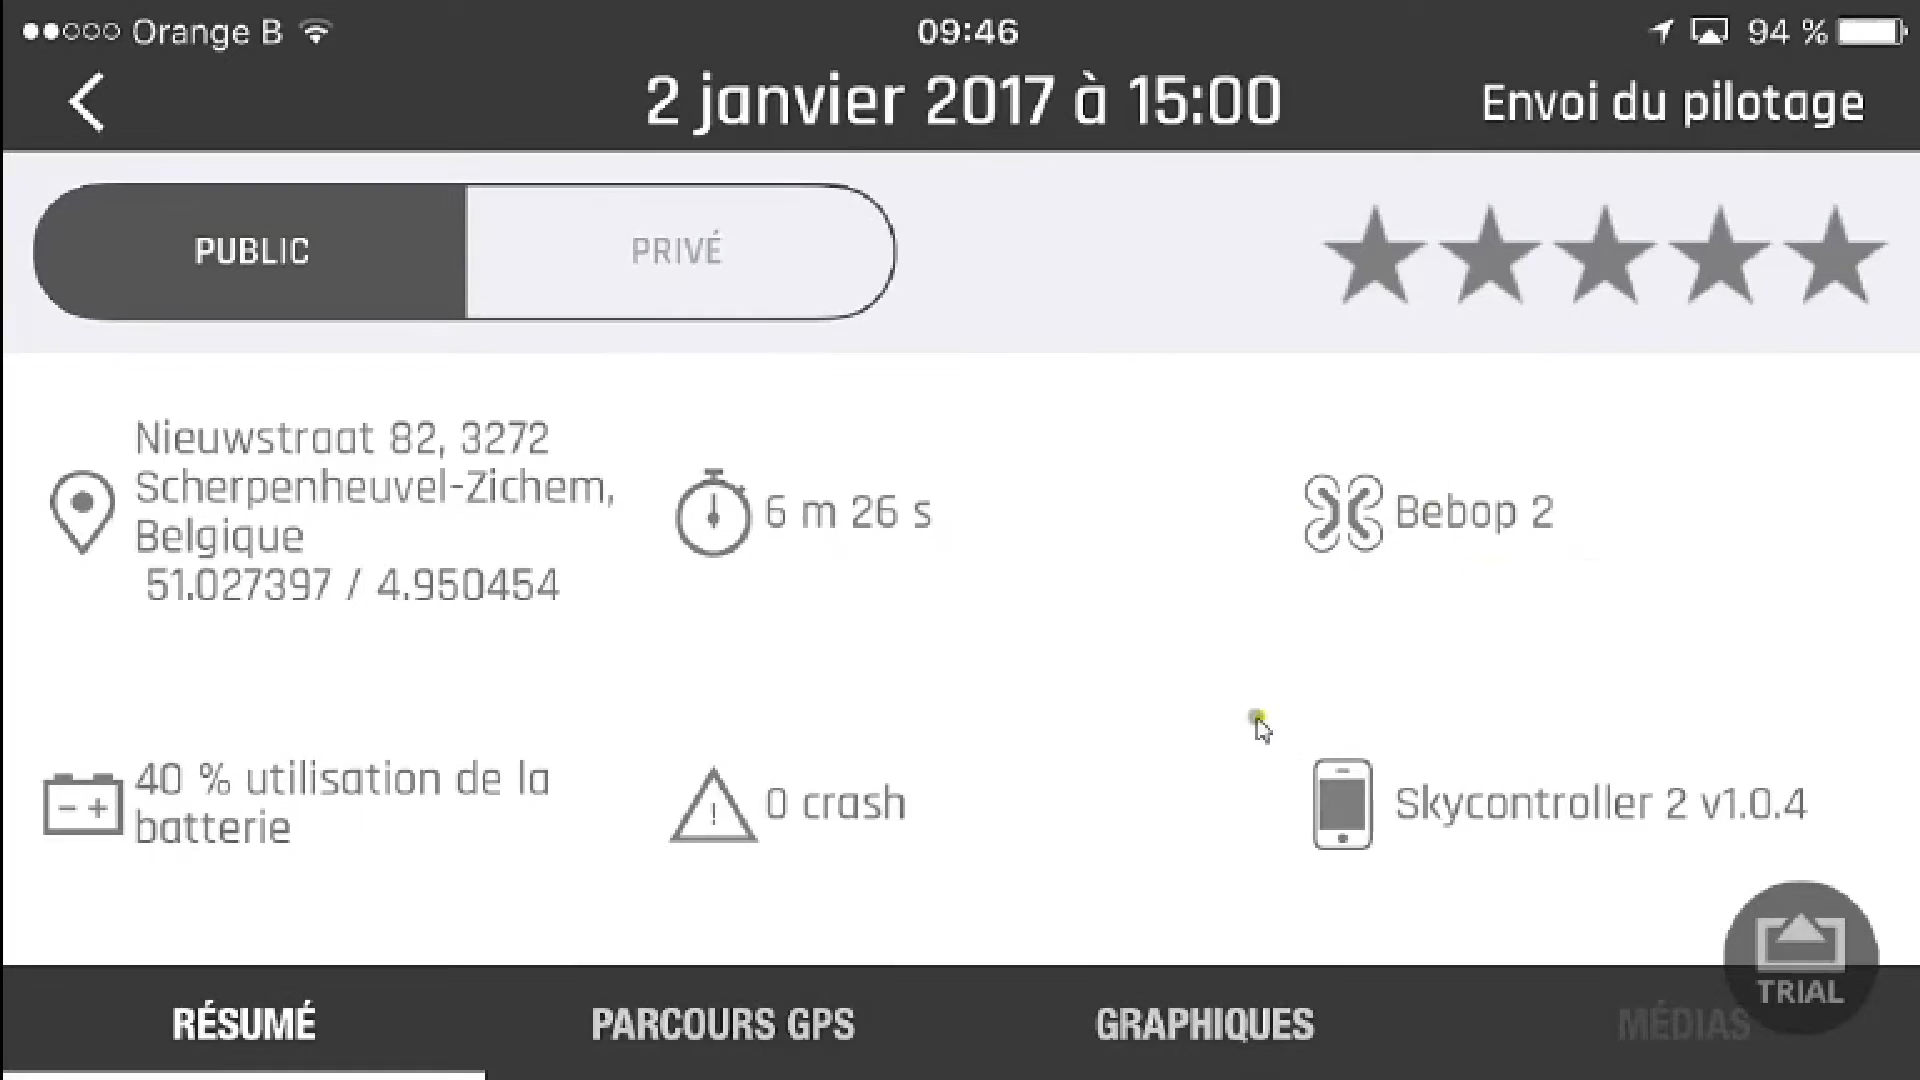 Orange B
09:46
94 %
2 janvier 2017 à 15:00
Envoi du pilotage
PUBLIC
PRIVÉ
Nieuwstraat 82, 3272
Scherpenheuvel-Zichem,
Belgique
51.027397 / 4.950454
6 m 26 s
Bebop 2
40 % utilisation de la
batterie
0 crash
Skycontroller 2 v1.0.4
TRIAL
RÉSUMÉ
PARCOURS GPS
GRAPHIQUES
MÉDIAS